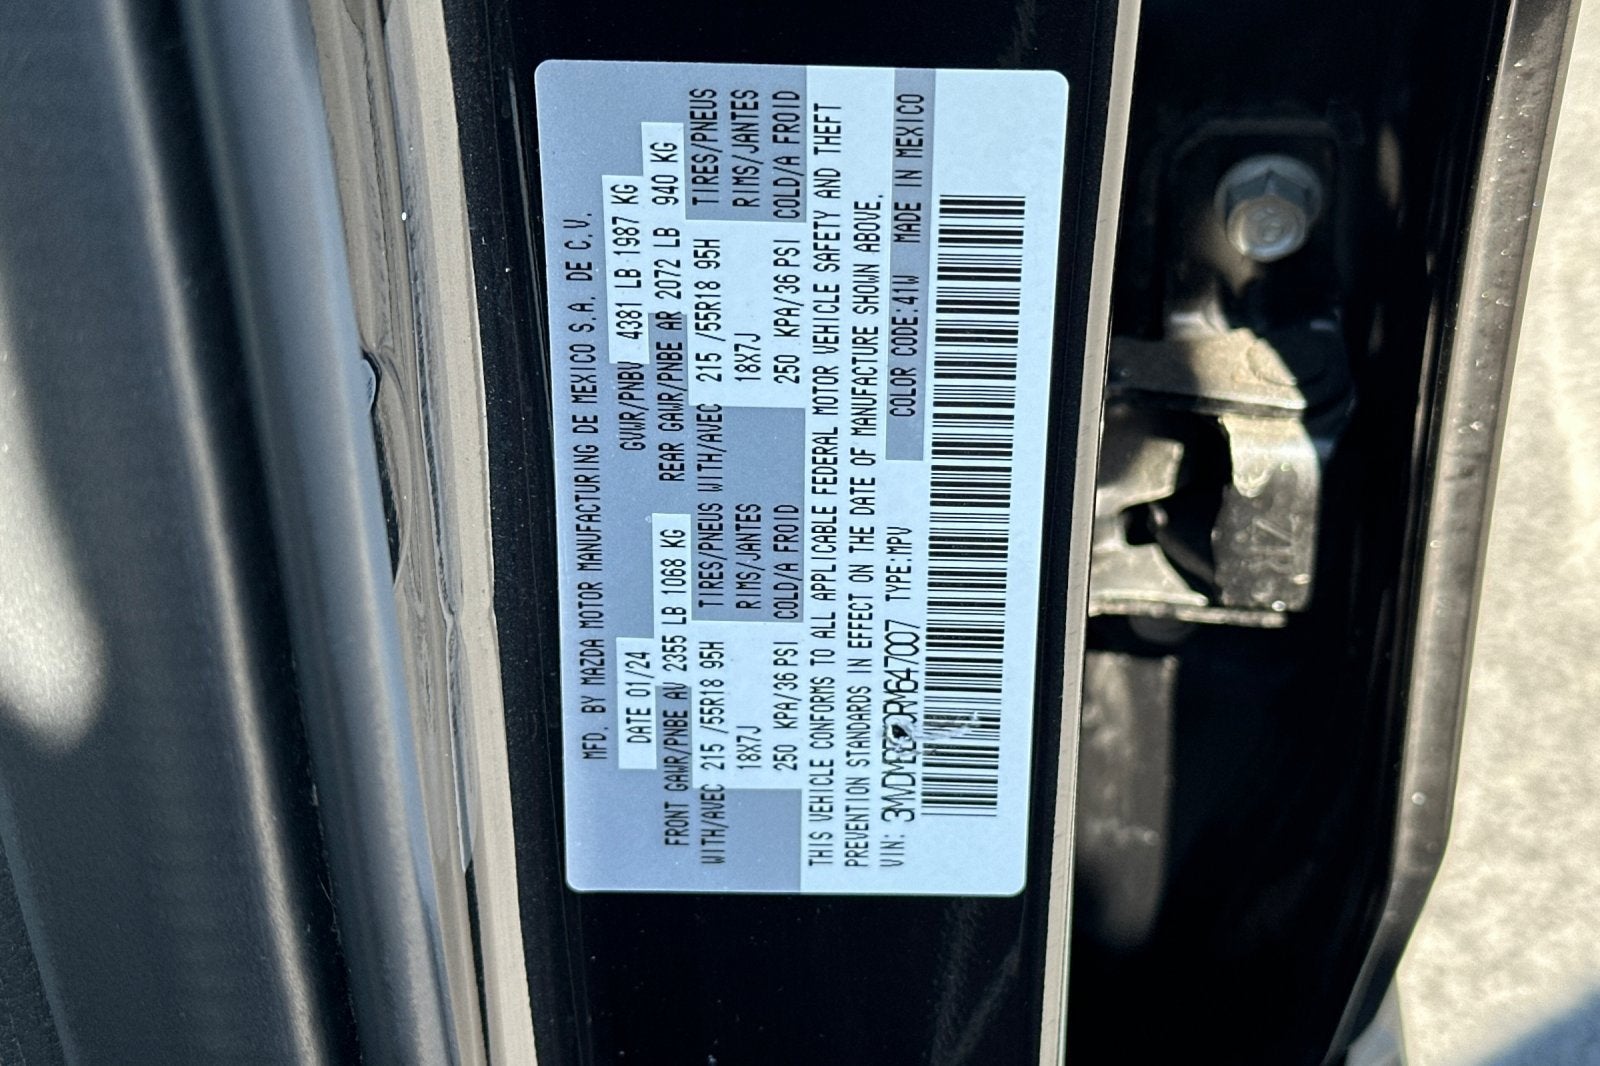 MFD. BY MAZDA MOTOR MANUFACTURING DE MEXICO S.A. DE C.V.
DATE 01/24 GVWR/PNBV 4381 LB 1987 KG
FRONT GAWR/PNBE AV 2355 LB 1068 KG REAR GAWR/PNBE AR 2072 LB 940 KG
WITH/AVEC 215 /55R18 95H TIRES/PNEUS WITH/AVEC 215 /55R18 95H TIRES/PNEUS
18X7J RIMS/JANTES 18X7J RIMS/JANTES
250 KPA/36 PSI COLD/A FROID 250 KPA/36 PSI COLD/A FROID
THIS VEHICLE CONFORMS TO ALL APPLICABLE FEDERAL MOTOR VEHICLE SAFETY AND THEFT
PREVENTION STANDARDS IN EFFECT ON THE DATE OF MANUFACTURE SHOWN ABOVE.
VIN: TYPE:MPV COLOR CODE:41W MADE IN MEXICO